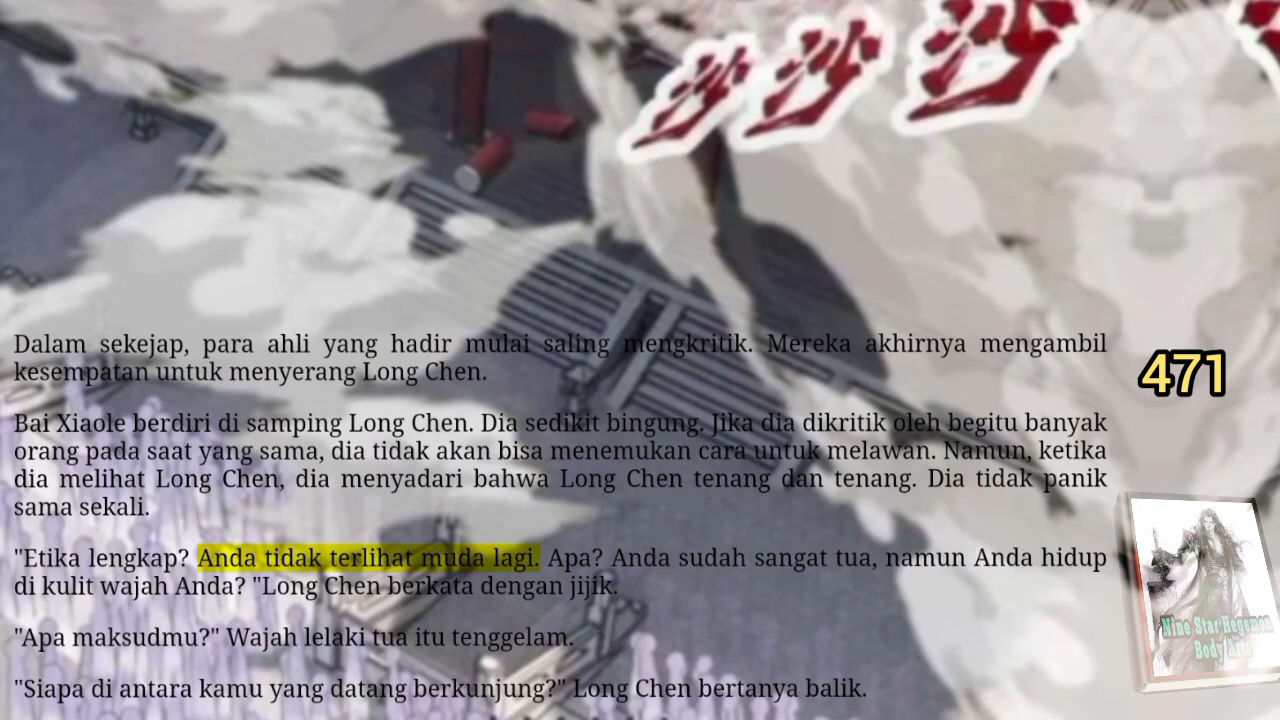 沙沙沙
Dalam sekejap, para ahli yang hadir mulai saling mengkritik. Mereka akhirnya mengambil
kesempatan untuk menyerang Long Chen.
471
Bai Xiaole berdiri di samping Long Chen. Dia sedikit bingung. Jika dia dikritik oleh begitu banyak
orang pada saat yang sama, dia tidak akan bisa menemukan cara untuk melawan. Namun, ketika
dia melihat Long Chen, dia menyadari bahwa Long Chen tenang dan tenang. Dia tidak panik
sama sekali.
"Etika lengkap? Anda tidak terlihat muda lagi. Apa? Anda sudah sangat tua, namun Anda hidup
di kulit wajah Anda? "Long Chen berkata dengan jijik.
"Apa maksudmu?" Wajah lelaki tua itu tenggelam.
"Siapa di antara kamu yang datang berkunjung?" Long Chen bertanya balik.
Nine Star Hegemon
Body